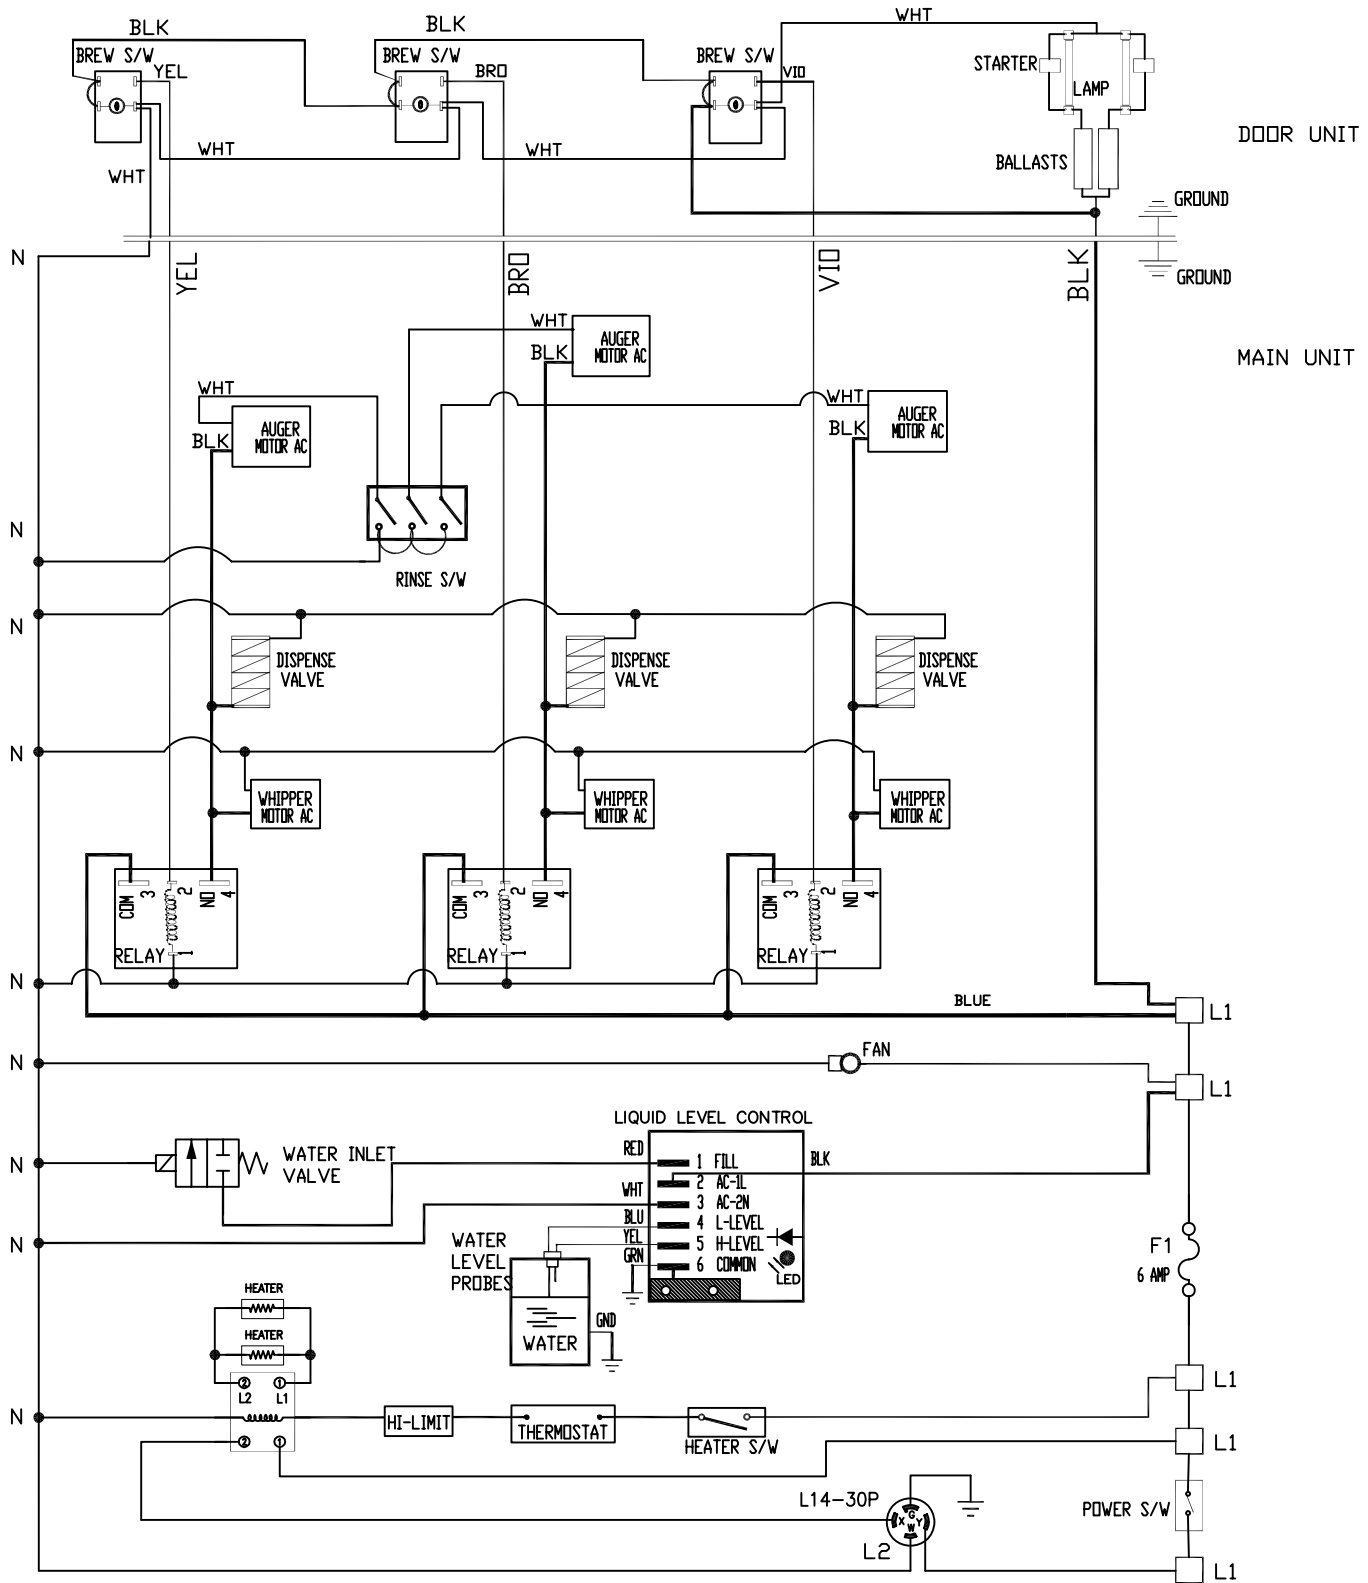 WHT
BLK
BLK
BREW S/W
BREW S/W
BREW S/W
YEL
BRO
VIO
STARTER
LAMP
DOOR UNIT
WHT
WHT
WHT
BALLASTS
GROUND
N
YEL
BRO
VIO
BLK
GROUND
WHT
AUGER
MOTOR AC
BLK
MAIN UNIT
WHT
AUGER
MOTOR AC
BLK
WHT
AUGER
MOTOR AC
BLK
N
RINSE S/W
N
DISPENSE
VALVE
DISPENSE
VALVE
DISPENSE
VALVE
N
WHIPPER
MOTOR AC
WHIPPER
MOTOR AC
WHIPPER
MOTOR AC
COM 3 2 NO 4
RELAY 1
COM 3 2 NO 4
RELAY 1
COM 3 2 NO 4
RELAY 1
N
BLUE
L1
N
FAN
L1
LIQUID LEVEL CONTROL
N
WATER INLET
VALVE
RED
1 FILL
BLK
2 AC-1L
WHT
3 AC-2N
BLU
4 L-LEVEL
YEL
5 H-LEVEL
GRN
6 COMMON
LED
N
WATER
LEVEL
PROBES
WATER
GND
F1
6 AMP
HEATER
HEATER
2 1
L2 L1
L1
N
HI-LIMIT
THERMOSTAT
HEATER S/W
2 1
L1
L14-30P
G
X Y
W
L2
POWER S/W
L1